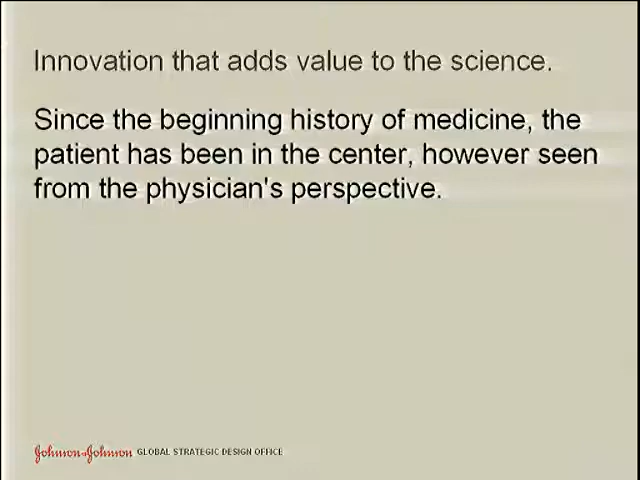 Innovation that adds value to the science.
Since the beginning history of medicine, the
patient has been in the center, however seen
from the physician's perspective.
Johnson&Johnson GLOBAL STRATEGIC DESIGN OFFICE